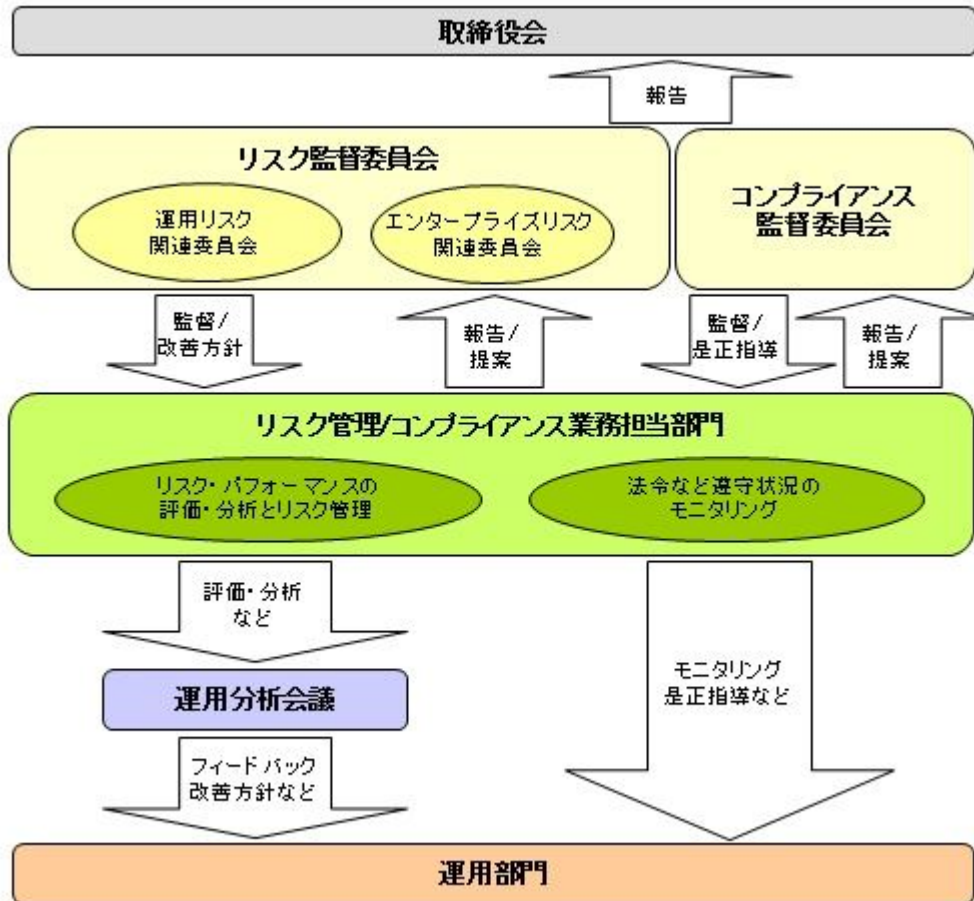 取締役会
報告
リスク監督委員会
運用リスク
関連委員会
エンタープライズリスク
関連委員会
コンプライアンス
監督委員会
監督/
改善方針
報告/
提案
監督/
是正指導
報告/
提案
リスク管理/コンプライアンス業務担当部門
リスク・パフォーマンスの
評価・分析とリスク管理
法令など遵守状況の
モニタリング
評価・分析
など
運用分析会議
モニタリング
是正指導など
フィードバック
改善方針など
運用部門